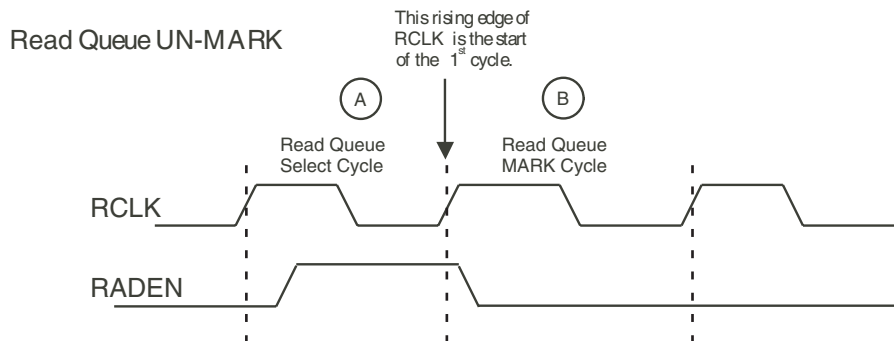 Read Queue UN-MARK
This rising edge of
RCLK is the start
of the 1st cycle.
A
B
Read Queue
Select Cycle
Read Queue
MARK Cycle
RCLK
RADEN